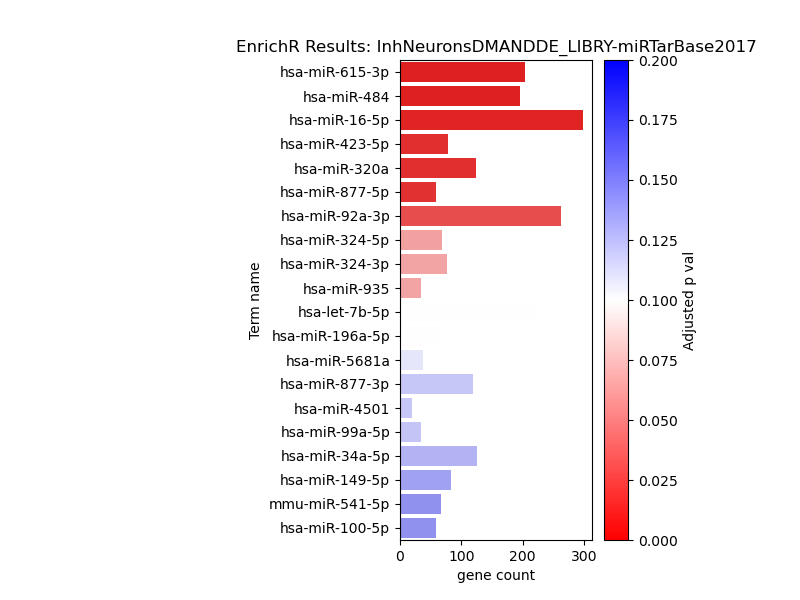 EnrichR Results: InhNeuronsDMANDDE_LIBRY-miRTarBase2017
hsa-miR-615-3p
hsa-miR-484
hsa-miR-16-5p
hsa-miR-423-5p
hsa-miR-320a
hsa-miR-877-5p
hsa-miR-92a-3p
hsa-miR-324-5p
hsa-miR-324-3p
hsa-miR-935
hsa-let-7b-5p
hsa-miR-196a-5p
hsa-miR-5681a
hsa-miR-877-3p
hsa-miR-4501
hsa-miR-99a-5p
hsa-miR-34a-5p
hsa-miR-149-5p
mmu-miR-541-5p
hsa-miR-100-5p
Term name
0 100 200 300
gene count
0.200
0.175
0.150
0.125
0.100
0.075
0.050
0.025
0.000
Adjusted p val